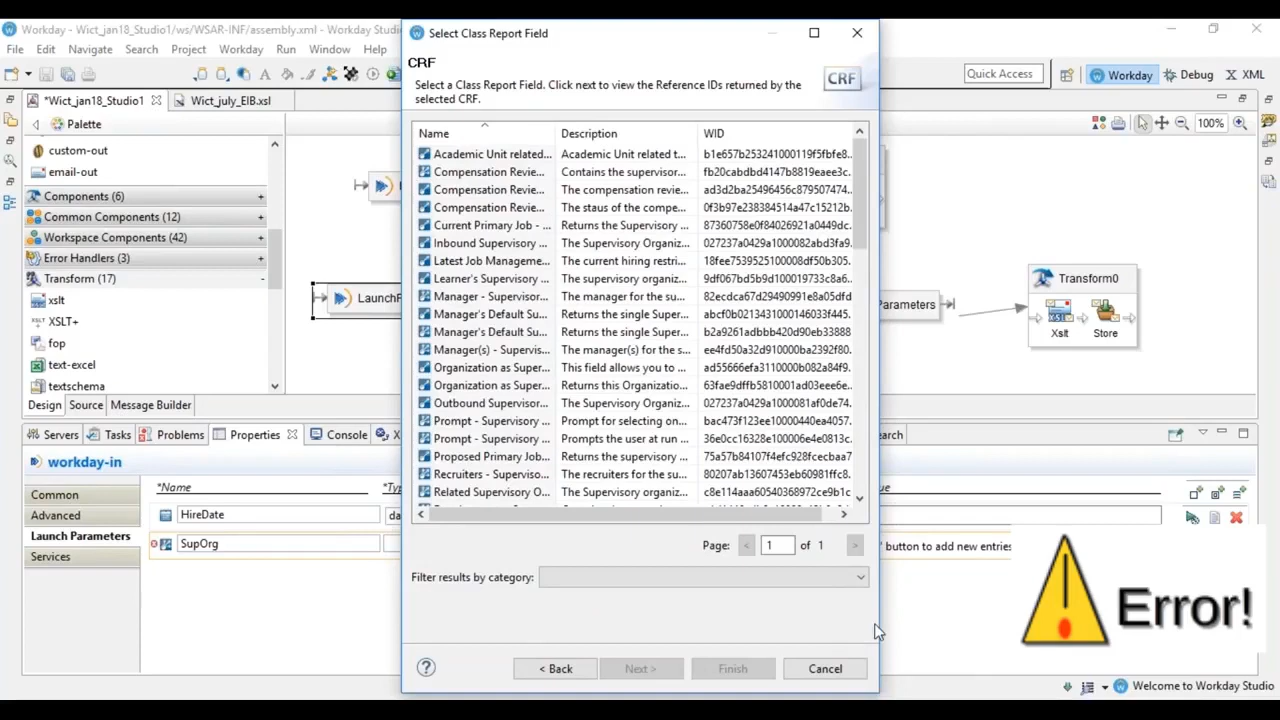 Workday - Wict_jan18_Studio1/ws/WSAR-INF/assembly.xml - Workday Studio
File Edit Navigate Search Project Workday Run Window Help
Quick Access Workday Debug XML
*Wict_jan18_Studio1 Wict_july_EIB.xsl
Palette
100%
custom-out
email-out
Components (6)
Common Components (12)
Workspace Components (42)
Error Handlers (3)
Transform (17)
xslt
XSLT+
fop
text-excel
textschema
LaunchP
Parameters
Transform0
Xslt Store
Design Source Message Builder
Servers Tasks Problems Properties Console
arch
workday-in
Common
Advanced
Launch Parameters
Services
*Name *Ty
ue
HireDate da
SupOrg
' button to add new entries
Error!
Welcome to Workday Studio
Select Class Report Field
CRF
Select a Class Report Field. Click next to view the Reference IDs returned by the
selected CRF.
CRF
Name Description WID
Academic Unit related... Academic Unit related t... b1e657b253241000119f5fbfe8...
Compensation Revie... Contains the supervisor... fb20cabdbd4147b8819eaee3c...
Compensation Revie... The compensation revie... ad3d2ba25496456c879507474...
Compensation Revie... The staus of the compe... 0f3b97e238384514a47c15212b...
Current Primary Job - ... Returns the Supervisory ... 87360758e0f84026921a0449dc...
Inbound Supervisory ... The Supervisory Organiz... 027237a0429a1000082abd3fa9...
Latest Job Manageme... The current hiring restri... 18fee7539525100008df50b305...
Learner's Supervisory ... The supervisory organiz... 9df067bd5b9d100019733c8a6...
Manager - Supervisor... The manager for the su... 82ecdca67d29490991e8a05dfd
Manager's Default Su... Returns the single Super... abcf0b0213431000146033f445...
Manager's Default Su... Returns the single Super... b2a9261adbbb420d90eb33888
Manager(s) - Supervis... The manager(s) for the s... ee4fd50a32d910000ba2392f80...
Organization as Super... This field allows you to ... ad55666efa3110000b082a84f9...
Organization as Super... Returns this Organizatio... 63fae9dffb5810001ad03eee6e...
Outbound Supervisor... The Supervisory Organiz... 027237a0429a1000081af0de74...
Prompt - Supervisory ... Prompt for selecting on... bac473f123ee10000440ea4057...
Prompt - Supervisory ... Prompts the user at run ... 36e0cc16328e100006e4e0813c...
Proposed Primary Job... Returns the supervisory ... 75a57b84107f4efc928fcecbaa7
Recruiters - Superviso... The recruiters for the su... 80207ab13607453eb60981ffc8...
Related Supervisory O... The Supervisory organiz... c8e114aaa60540368972ce9b1c
Page: < 1 of 1 >
Filter results by category:
< Back Next > Finish Cancel